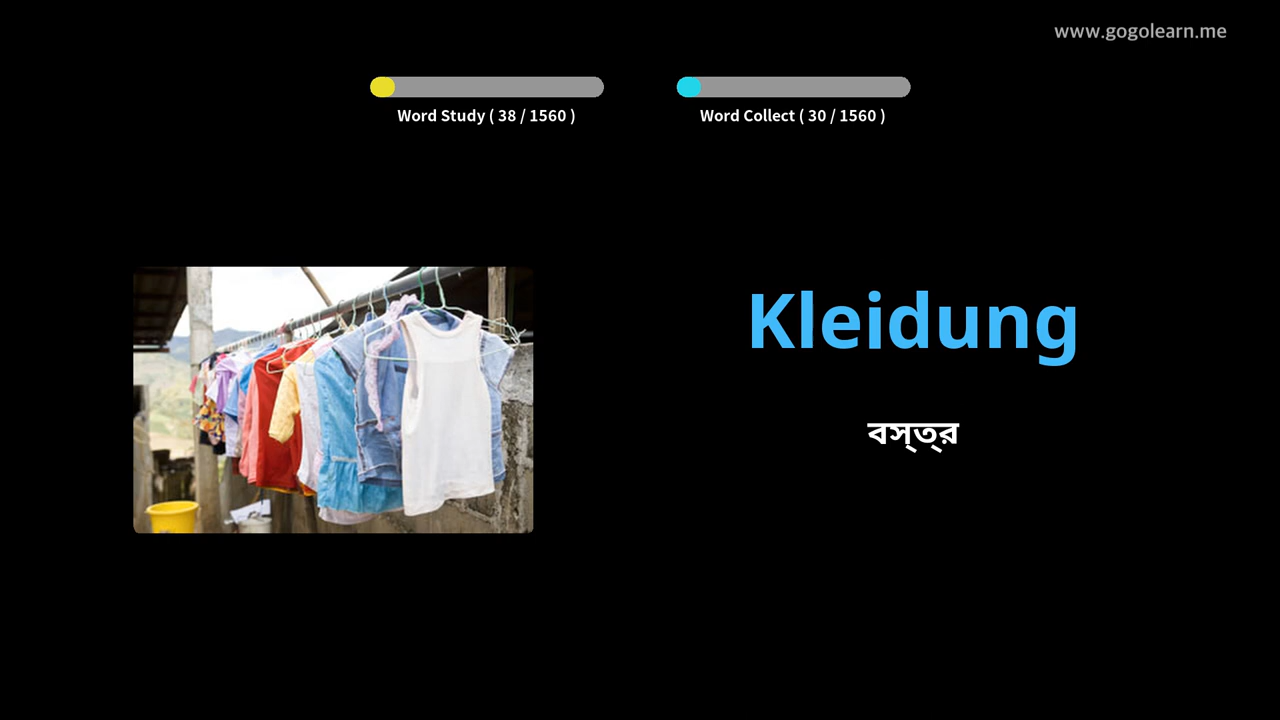 www.gogolearn.me
Word Study ( 38 / 1560 )
Word Collect ( 30 / 1560 )
Kleidung
বস্ত্র